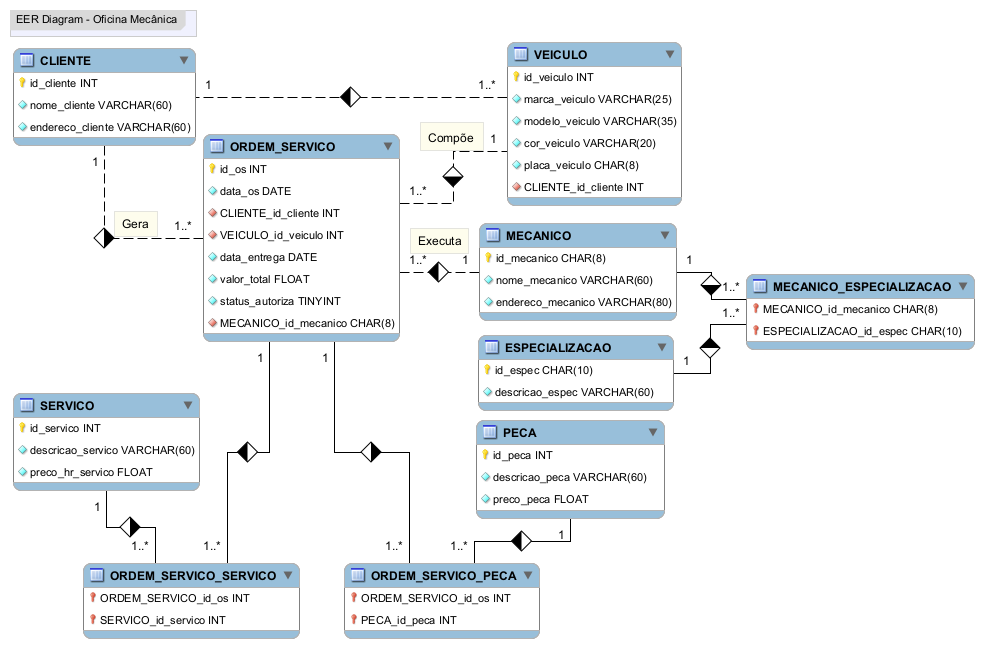 EER Diagram - Oficina Mecânica
CLIENTE
id_cliente INT
nome_cliente VARCHAR(60)
endereco_cliente VARCHAR(60)
1
1..*
VEICULO
id_veiculo INT
marca_veiculo VARCHAR(25)
modelo_veiculo VARCHAR(35)
cor_veiculo VARCHAR(20)
placa_veiculo CHAR(8)
CLIENTE_id_cliente INT
1
Gera
1..*
ORDEM_SERVICO
id_os INT
data_os DATE
CLIENTE_id_cliente INT
VEICULO_id_veiculo INT
data_entrega DATE
valor_total FLOAT
status_autoriza TINYINT
MECANICO_id_mecanico CHAR(8)
Compõe
1
1..*
Executa
1..*
1
MECANICO
id_mecanico CHAR(8)
nome_mecanico VARCHAR(60)
endereco_mecanico VARCHAR(80)
1
1..*
MECANICO_ESPECIALIZACAO
MECANICO_id_mecanico CHAR(8)
ESPECIALIZACAO_id_espec CHAR(10)
1..*
1
ESPECIALIZACAO
id_espec CHAR(10)
descricao_espec VARCHAR(60)
1
1
SERVICO
id_servico INT
descricao_servico VARCHAR(60)
preco_hr_servico FLOAT
PECA
id_peca INT
descricao_peca VARCHAR(60)
preco_peca FLOAT
1
1..*
1..*
1..*
1..*
1
ORDEM_SERVICO_SERVICO
ORDEM_SERVICO_id_os INT
SERVICO_id_servico INT
ORDEM_SERVICO_PECA
ORDEM_SERVICO_id_os INT
PECA_id_peca INT